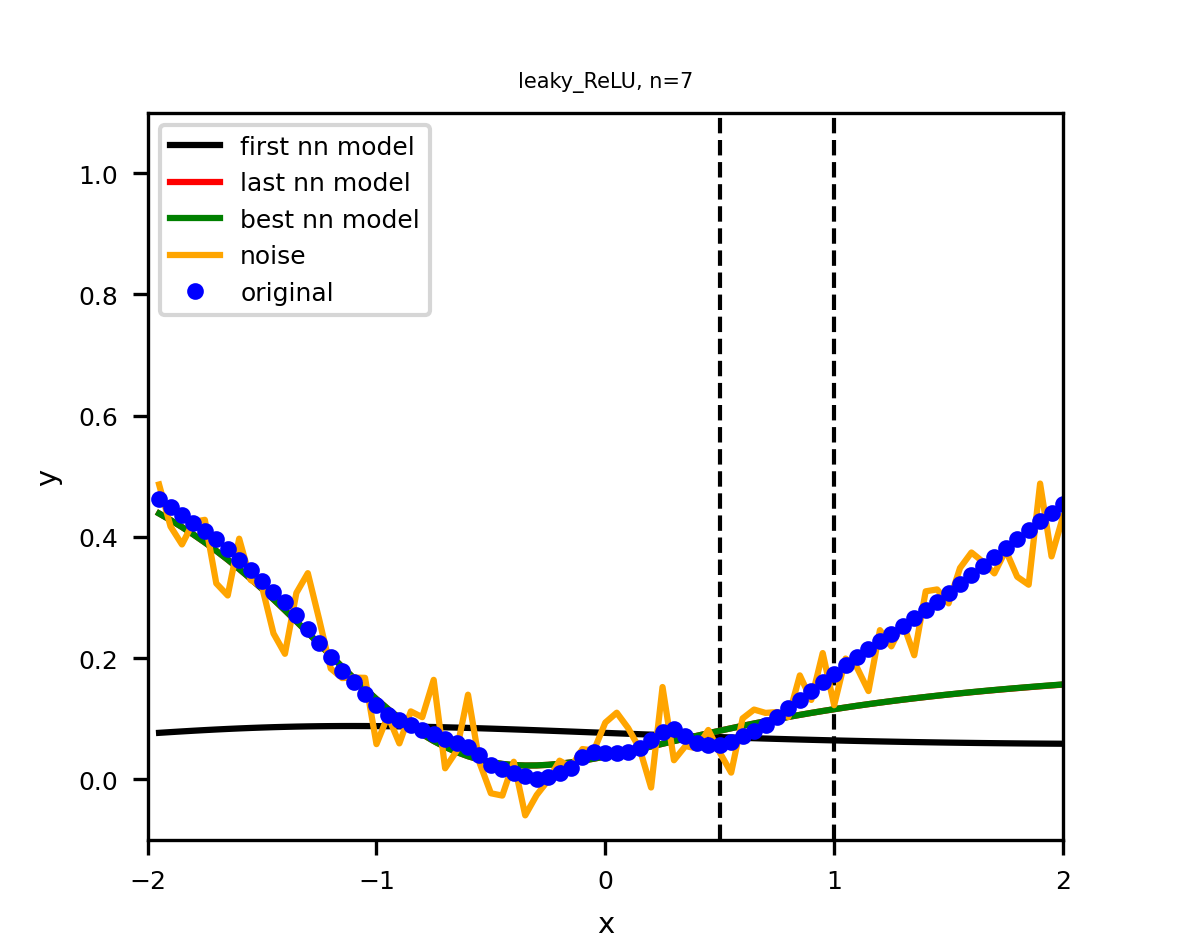 leaky_ReLU, n=7
first nn model
last nn model
best nn model
noise
original
1.0
0.8
0.6
0.4
0.2
0.0
y
−2
−1
0
1
2
x